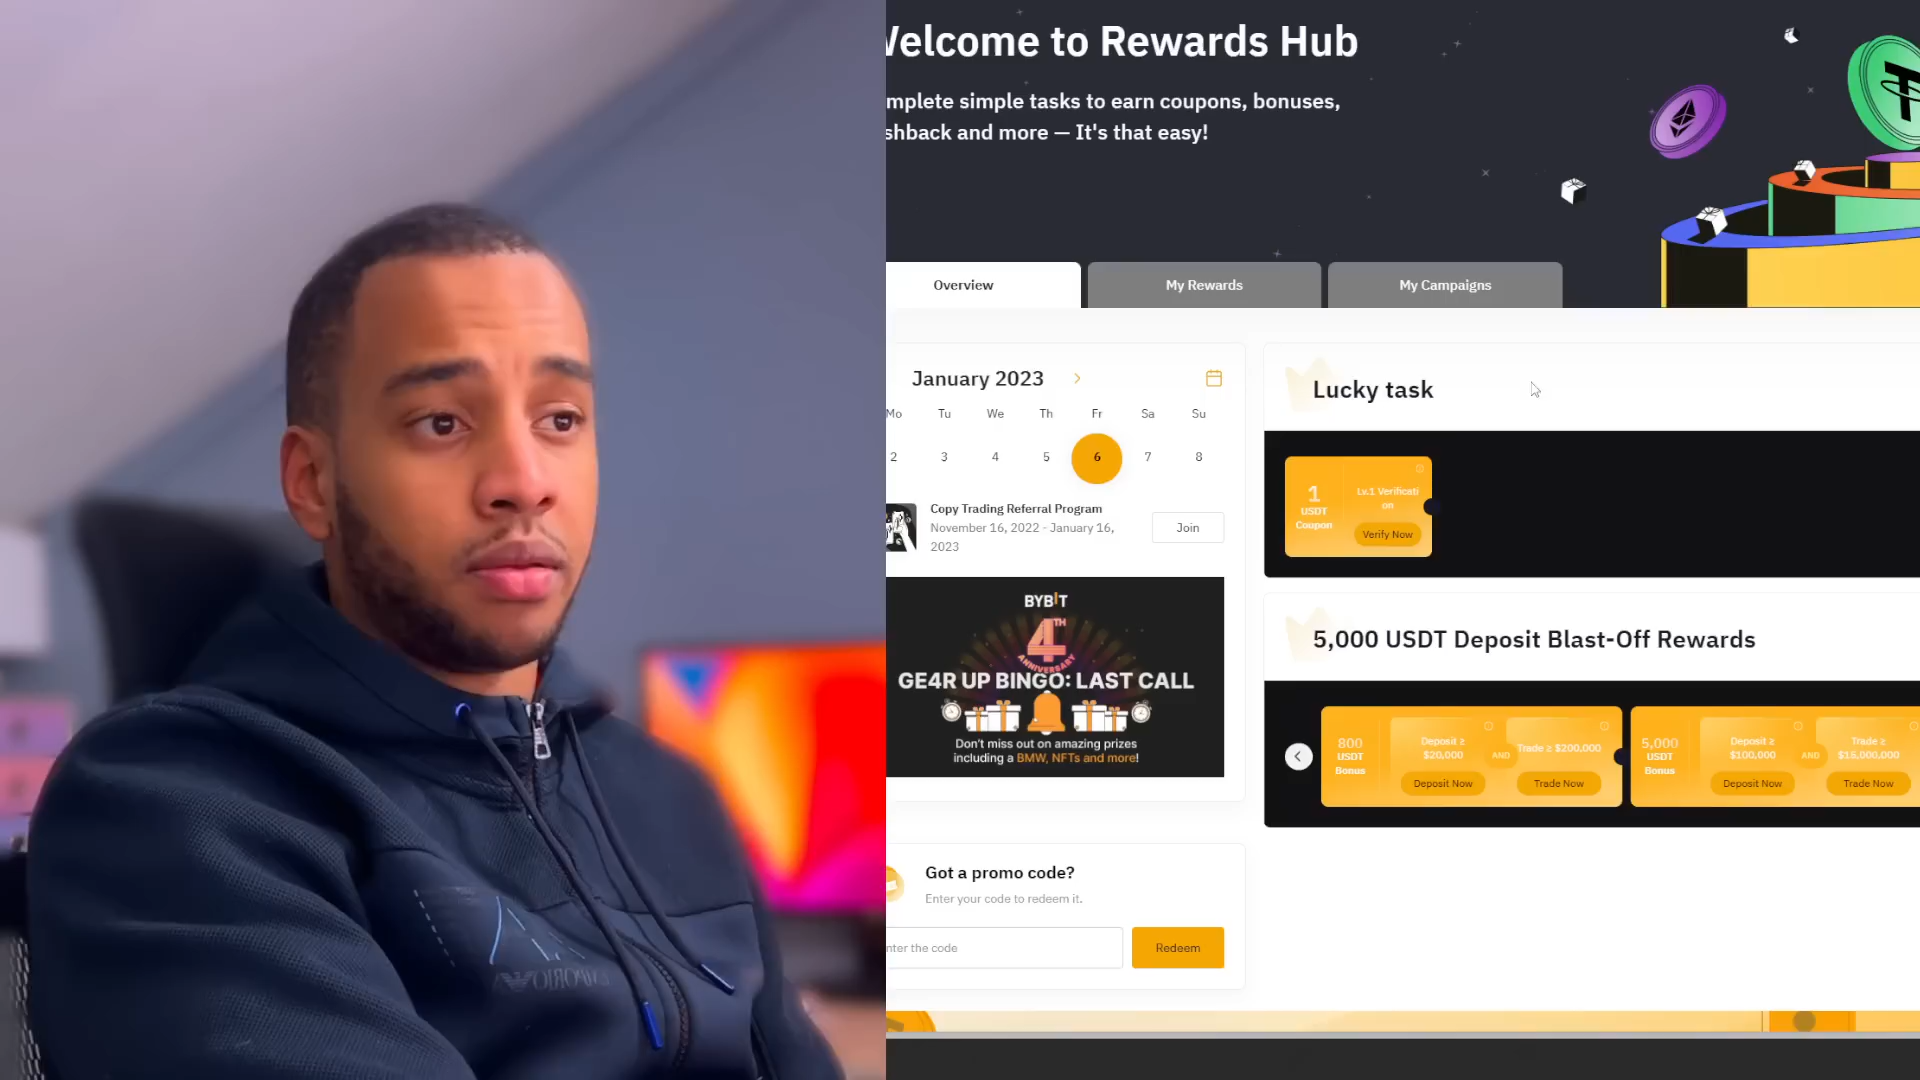 Welcome to Rewards Hub
mplete simple tasks to earn coupons, bonuses,
shback and more — It's that easy!
Overview
My Rewards
My Campaigns
January 2023
Mo Tu We Th Fr Sa Su
2 3 4 5 6 7 8
Copy Trading Referral Program
November 16, 2022 - January 16,
2023
Join
BYBIT
4TH
ANNIVERSARY
GE4R UP BINGO: LAST CALL
Don't miss out on amazing prizes
including a BMW, NFTs and more!
Got a promo code?
Enter your code to redeem it.
nter the code
Redeem
Lucky task
1
USDT
Coupon
Lv.1 Verificati
on
Verify Now
5,000 USDT Deposit Blast-Off Rewards
800
USDT
Bonus
Deposit ≥
$20,000
Deposit Now
AND
Trade ≥ $200,000
Trade Now
5,000
USDT
Bonus
Deposit ≥
$100,000
Deposit Now
AND
Trade ≥
$15,000,000
Trade Now